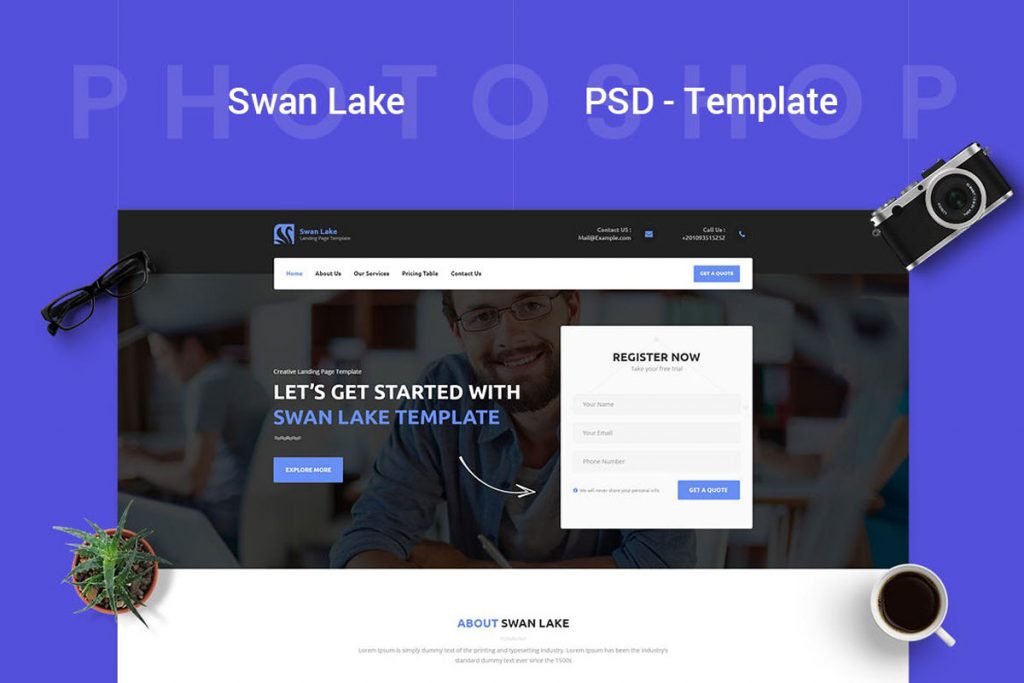 PHOTOSHOP
Swan Lake
PSD - Template
Swan Lake
Landing Page Template
Contact US :
Mail@Example.com
Call Us :
+201093515252
Home
About Us
Our Services
Pricing Table
Contact Us
GET A QUOTE
Creative Landing Page Template
LET'S GET STARTED WITH
SWAN LAKE TEMPLATE
EXPLORE MORE
REGISTER NOW
Take your free trial
Your Name
Your Email
Phone Number
We will never share your personal info
GET A QUOTE
ABOUT SWAN LAKE
Lorem Ipsum is simply dummy text of the printing and typesetting industry. Lorem Ipsum has been the industry's
standard dummy text ever since the 1500s